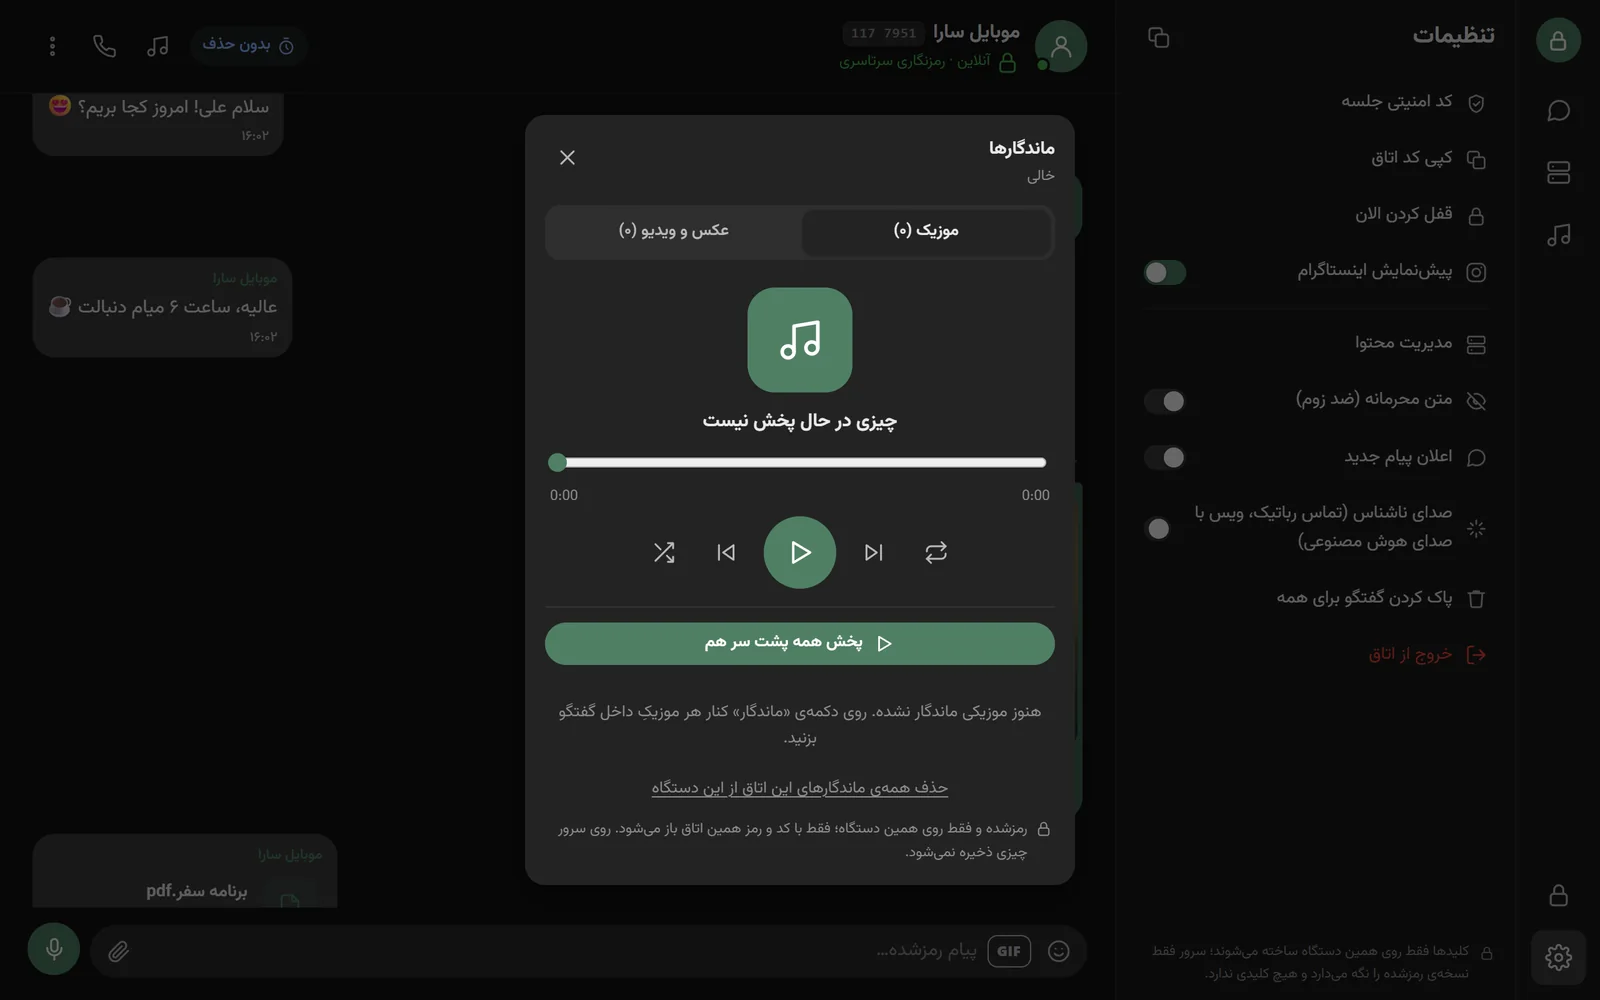 تنظیمات
کد امنیتی جلسه
کپی کد اتاق
قفل کردن الان
پیش‌نمایش اینستاگرام
مدیریت محتوا
متن محرمانه (ضد زوم)
اعلان پیام جدید
صدای ناشناس (تماس رباتیک، ویس با
صدای هوش مصنوعی)
پاک کردن گفتگو برای همه
خروج از اتاق
کلیدها فقط روی همین دستگاه ساخته می‌شوند؛ سرور فقط
نسخه‌ی رمزشده را نگه می‌دارد و هیچ کلیدی ندارد.
موبایل سارا 117 7951
آنلاین · رمزنگاری سرتاسری
بدون حذف
سلام علی! امروز کجا بریم؟ 😍
۱۶:۰۲
موبایل سارا
عالیه، ساعت ۶ میام دنبالت ☕
۱۶:۰۲
موبایل سارا
برنامه سفر.pdf
پیام رمزشده...
GIF
ماندگارها
خالی
موزیک (۰)
عکس و ویدیو (۰)
چیزی در حال پخش نیست
0:00
0:00
پخش همه پشت سر هم
هنوز موزیکی ماندگار نشده. روی دکمه‌ی «ماندگار» کنار هر موزیکِ داخل گفتگو
بزنید.
حذف همه‌ی ماندگارهای این اتاق از این دستگاه
رمزشده و فقط روی همین دستگاه؛ فقط با کد و رمز همین اتاق باز می‌شود. روی سرور
چیزی ذخیره نمی‌شود.